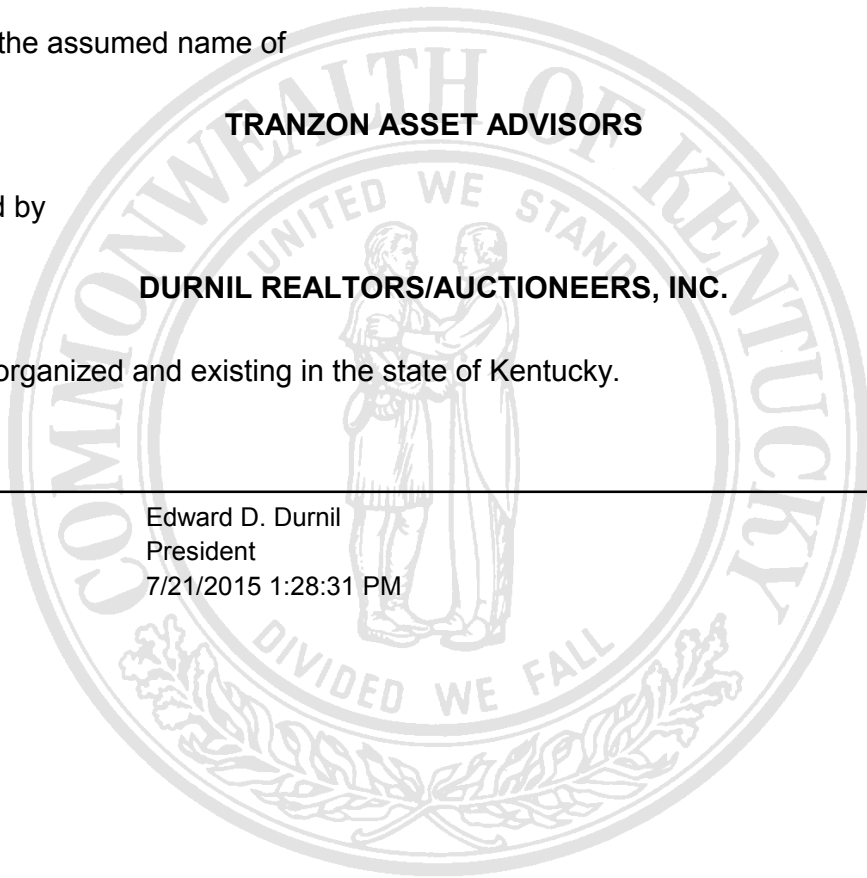 the assumed name of
TRANZON ASSET ADVISORS
d by
DURNIL REALTORS/AUCTIONEERS, INC.
organized and existing in the state of Kentucky.
Edward D. Durnil
President
7/21/2015 1:28:31 PM
COMMONWEALTH OF KENTUCKY
UNITED WE STAND
DIVIDED WE FALL